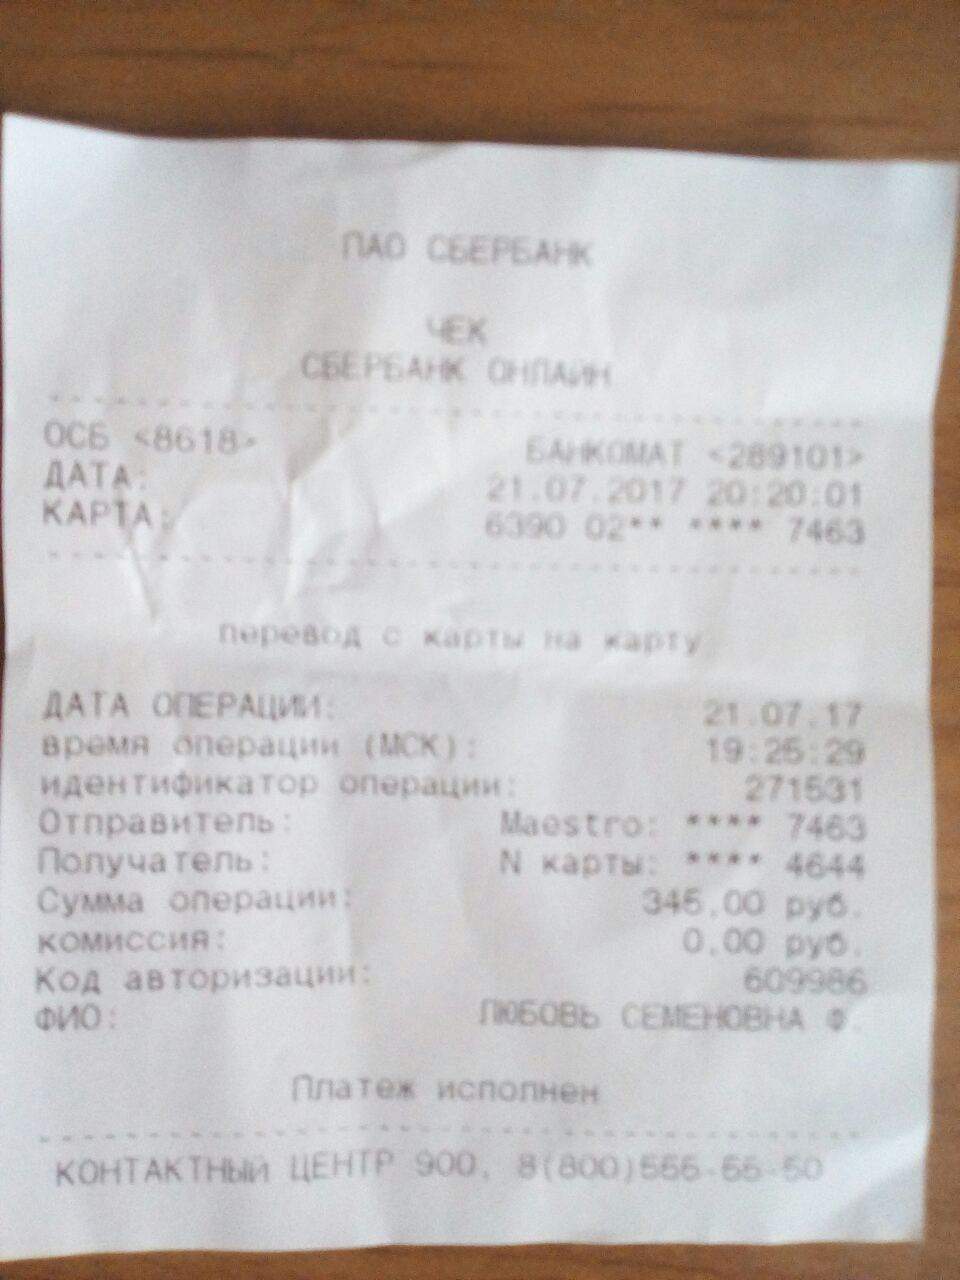 ПАО СБЕРБАНК
ЧЕК
СБЕРБАНК ОНЛАЙН
ОСБ <8618> БАНКОМАТ <289101>
ДАТА: 21.07.2017 20:20:01
КАРТА: 6390 02** **** 7463
перевод с карты на карту
ДАТА ОПЕРАЦИИ: 21.07.17
время операции (МСК): 19:25:29
идентификатор операции: 271531
Отправитель: Maestro: **** 7463
Получатель: N карты: **** 4644
Сумма операции: 345.00 руб.
комиссия: 0.00 руб.
Код авторизации: 609986
ФИО: ЛЮБОВЬ СЕМЕНОВНА Ф.
Платеж исполнен
КОНТАКТНЫЙ ЦЕНТР 900, 8(800)555-55-50